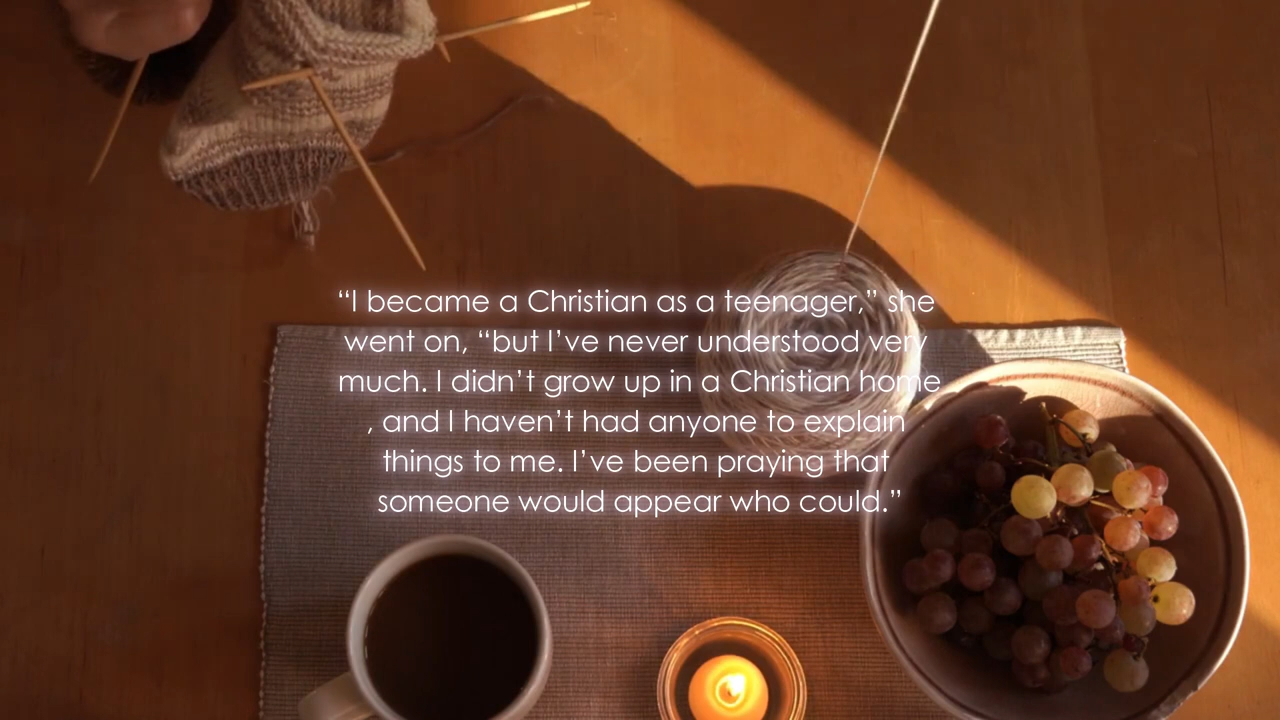 “I became a Christian as a teenager,” she
went on, “but I’ve never understood very
much. I didn’t grow up in a Christian home
, and I haven’t had anyone to explain
things to me. I’ve been praying that
someone would appear who could.”